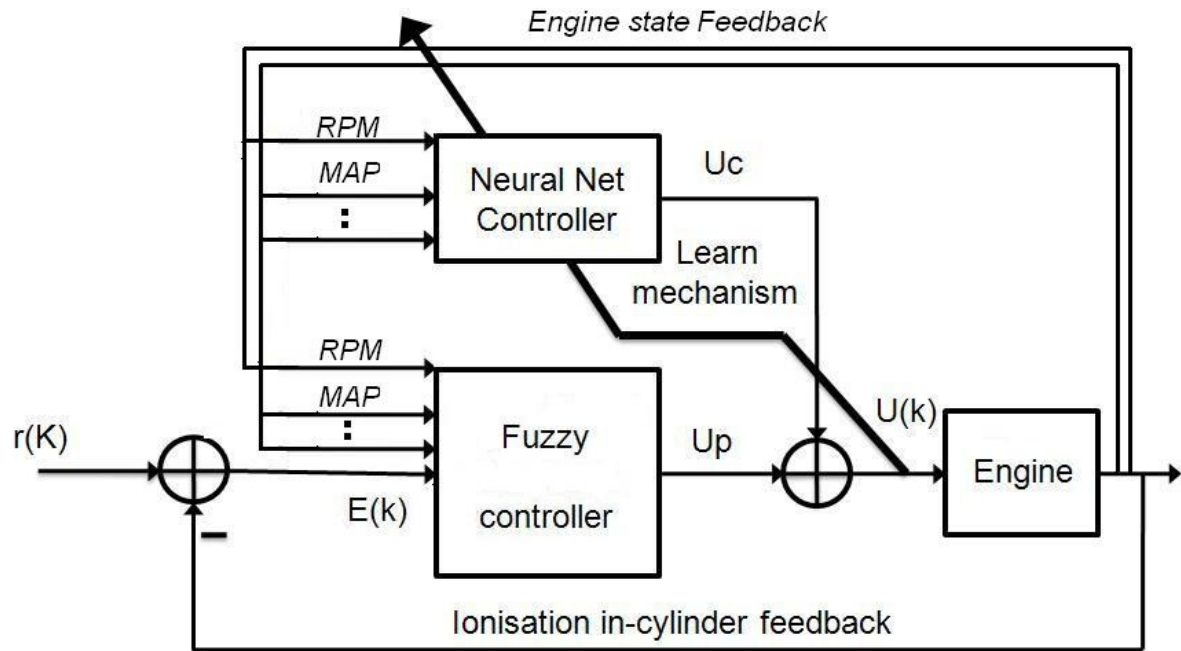 Engine state Feedback
RPM
MAP
:
Neural Net
Controller
Uc
Learn
mechanism
RPM
MAP
:
r(K)
E(k)
Fuzzy
controller
Up
U(k)
Engine
–
Ionisation in-cylinder feedback